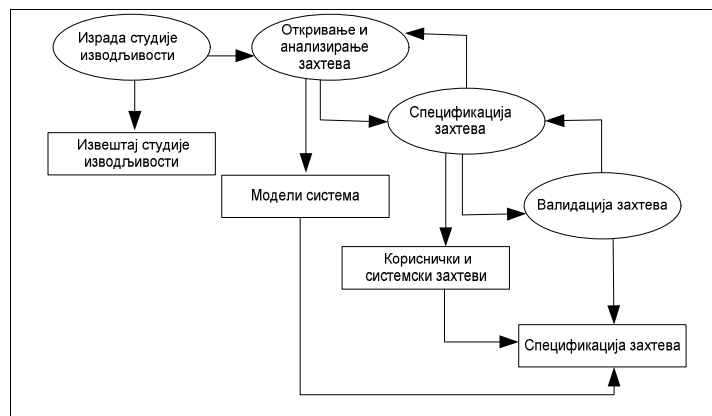 Израда студије
изводљивости
Откривање и
анализирање
захтева
Спецификација
захтева
Извештај студије
изводљивости
Модели система
Валидација захтева
Кориснички и
системски захтеви
Спецификација захтева